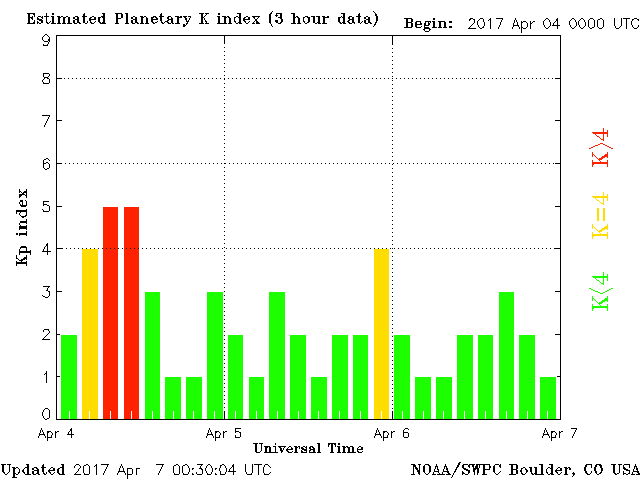 Estimated Planetary K index (3 hour data) Begin: 2017 Apr 04 0000 UTC
9
8
7
6
5
4
3
2
1
0
Kp index
K>4
K=4
K<4
Apr 4 Apr 5 Apr 6 Apr 7
Universal Time
Updated 2017 Apr 7 00:30:04 UTC NOAA/SWPC Boulder, CO USA